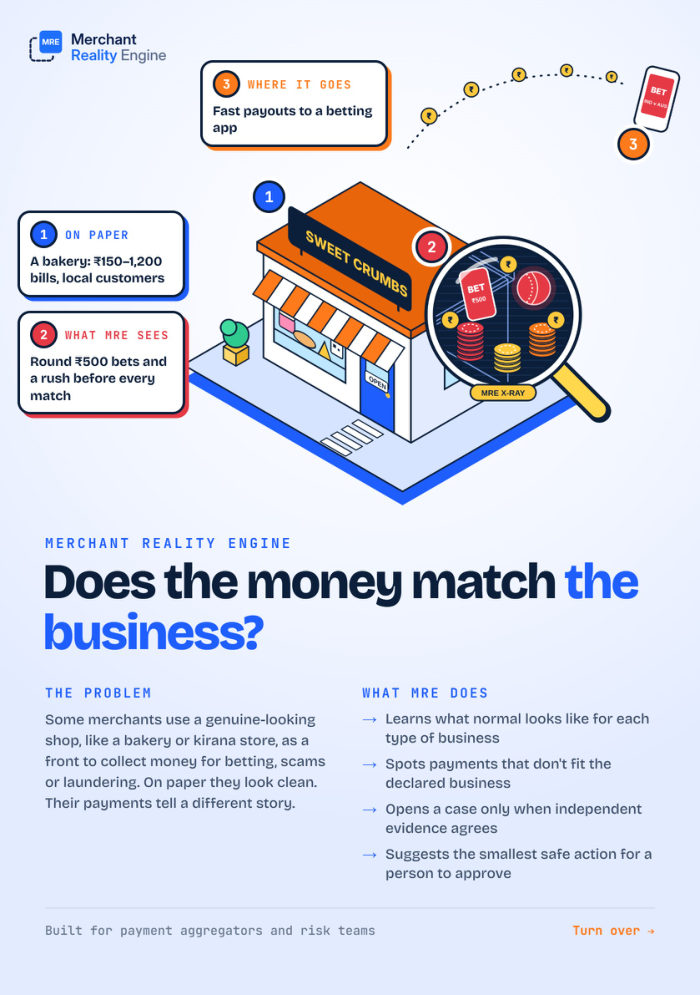 MRE
Merchant
Reality Engine
3 WHERE IT GOES
Fast payouts to a betting
app
₹ ₹ ₹ ₹ ₹
BET
IND v AUS
3
1
2
SWEET CRUMBS
1 ON PAPER
A bakery: ₹150–1,200
bills, local customers
2 WHAT MRE SEES
Round ₹500 bets and
a rush before every
match
₹
BET
₹500
₹ ₹
OPEN
MRE X-RAY
MERCHANT REALITY ENGINE
Does the money match the
business?
THE PROBLEM
Some merchants use a genuine-looking
shop, like a bakery or kirana store, as a
front to collect money for betting, scams
or laundering. On paper they look clean.
Their payments tell a different story.
WHAT MRE DOES
→ Learns what normal looks like for each
type of business
→ Spots payments that don't fit the
declared business
→ Opens a case only when independent
evidence agrees
→ Suggests the smallest safe action for a
person to approve
Built for payment aggregators and risk teams
Turn over →